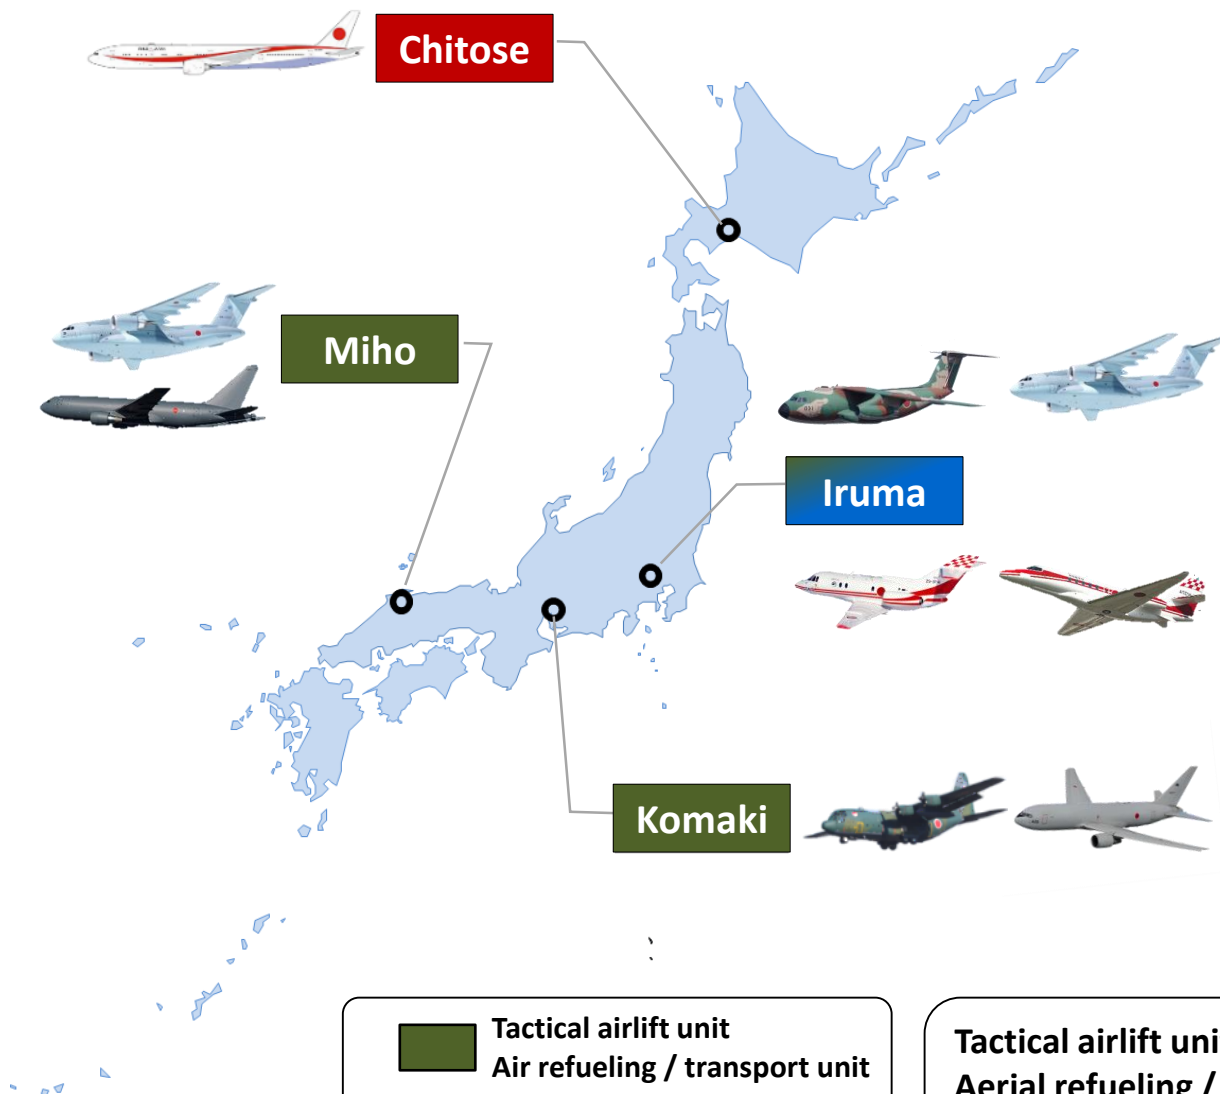 Chitose
Miho
Iruma
Komaki
Tactical airlift unit
Air refueling / transport unit
Tactical airlift uni
Aerial refueling /